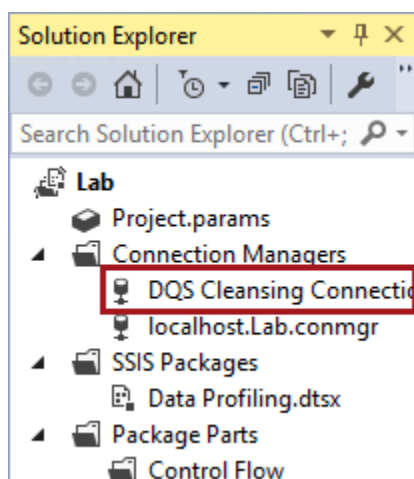 Solution Explorer
Search Solution Explorer (Ctrl+;
Lab
Project.params
Connection Managers
DQS Cleansing Connectio
localhost.Lab.conmgr
SSIS Packages
Data Profiling.dtsx
Package Parts
Control Flow